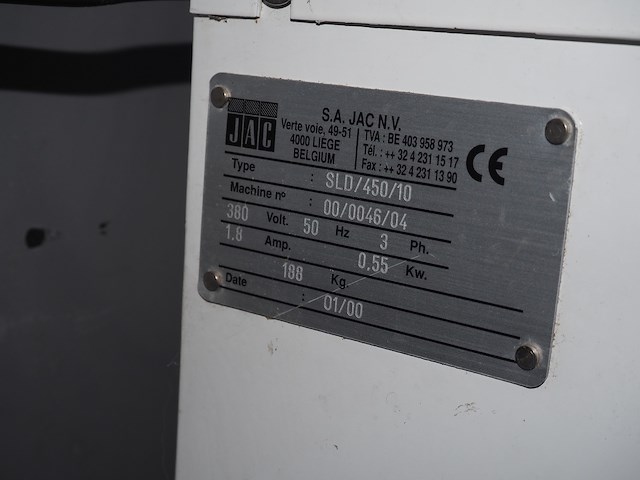 JAC
S.A. JAC N.V.
Verte voie, 49-51
4000 LIEGE
BELGIUM
TVA : BE 403 958 973
Tél. : ++ 32 4 231 15 17
Fax : ++ 32 4 231 13 90
CE
Type : SLD/450/10
Machine nº : 00/0046/04
380 Volt. 50 Hz 3 Ph.
1.8 Amp. 0.55 Kw.
188 Kg.
Date : 01/00